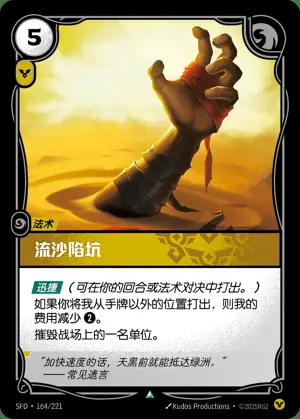 5
法术
流沙陷坑
迅捷（可在你的回合或法术对决中打出。）
如果你将我从手牌以外的位置打出，则我的
费用减少❷。
摧毁战场上的一名单位。
“加快速度的话，天黑前就能抵达绿洲。”
——常见遗言
SFD • 164/221
Kudos Productions • ©2025RGI